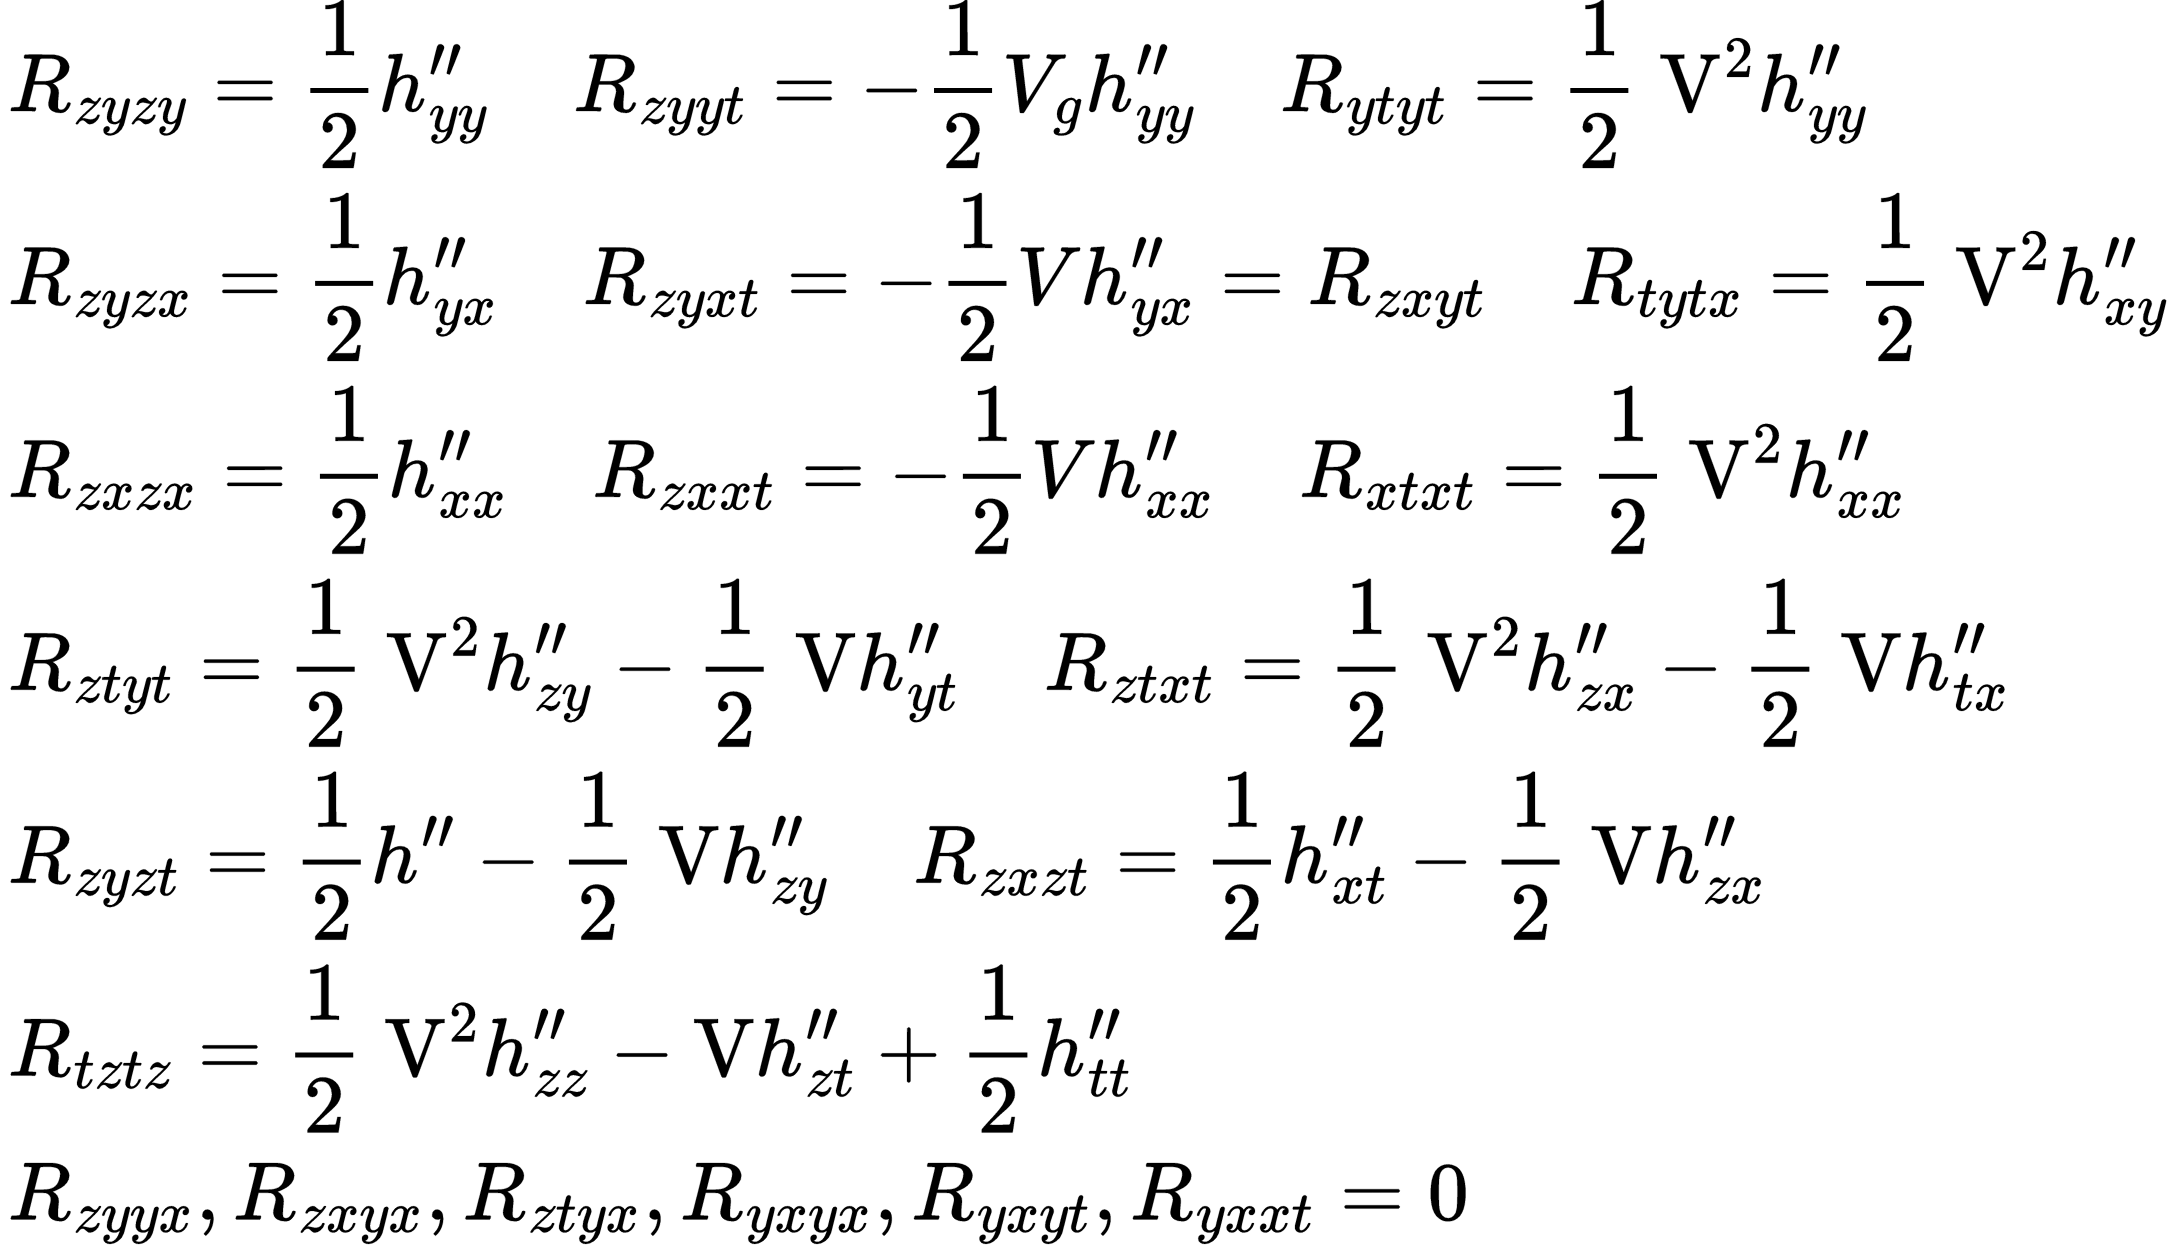 $R_{zyzy} = \frac{1}{2} h''_{yy} \quad R_{zyyt} = -\frac{1}{2} V_g h''_{yy} \quad R_{ytyt} = \frac{1}{2} \mathrm{V}^2 h''_{yy}$
$R_{zyzx} = \frac{1}{2} h''_{yx} \quad R_{zyxt} = -\frac{1}{2} V h''_{yx} = R_{zxyt} \quad R_{tytx} = \frac{1}{2} \mathrm{V}^2 h''_{xy}$
$R_{zxzx} = \frac{1}{2} h''_{xx} \quad R_{zxxt} = -\frac{1}{2} V h''_{xx} \quad R_{xtxt} = \frac{1}{2} \mathrm{V}^2 h''_{xx}$
$R_{ztyt} = \frac{1}{2} \mathrm{V}^2 h''_{zy} - \frac{1}{2} \mathrm{V} h''_{yt} \quad R_{ztxt} = \frac{1}{2} \mathrm{V}^2 h''_{zx} - \frac{1}{2} \mathrm{V} h''_{tx}$
$R_{zyzt} = \frac{1}{2} h'' - \frac{1}{2} \mathrm{V} h''_{zy} \quad R_{zxzt} = \frac{1}{2} h''_{xt} - \frac{1}{2} \mathrm{V} h''_{zx}$
$R_{tztz} = \frac{1}{2} \mathrm{V}^2 h''_{zz} - \mathrm{V} h''_{zt} + \frac{1}{2} h''_{tt}$
$R_{zyyx}, R_{zxyx}, R_{ztyx}, R_{yxyx}, R_{yxyt}, R_{yxxt} = 0$